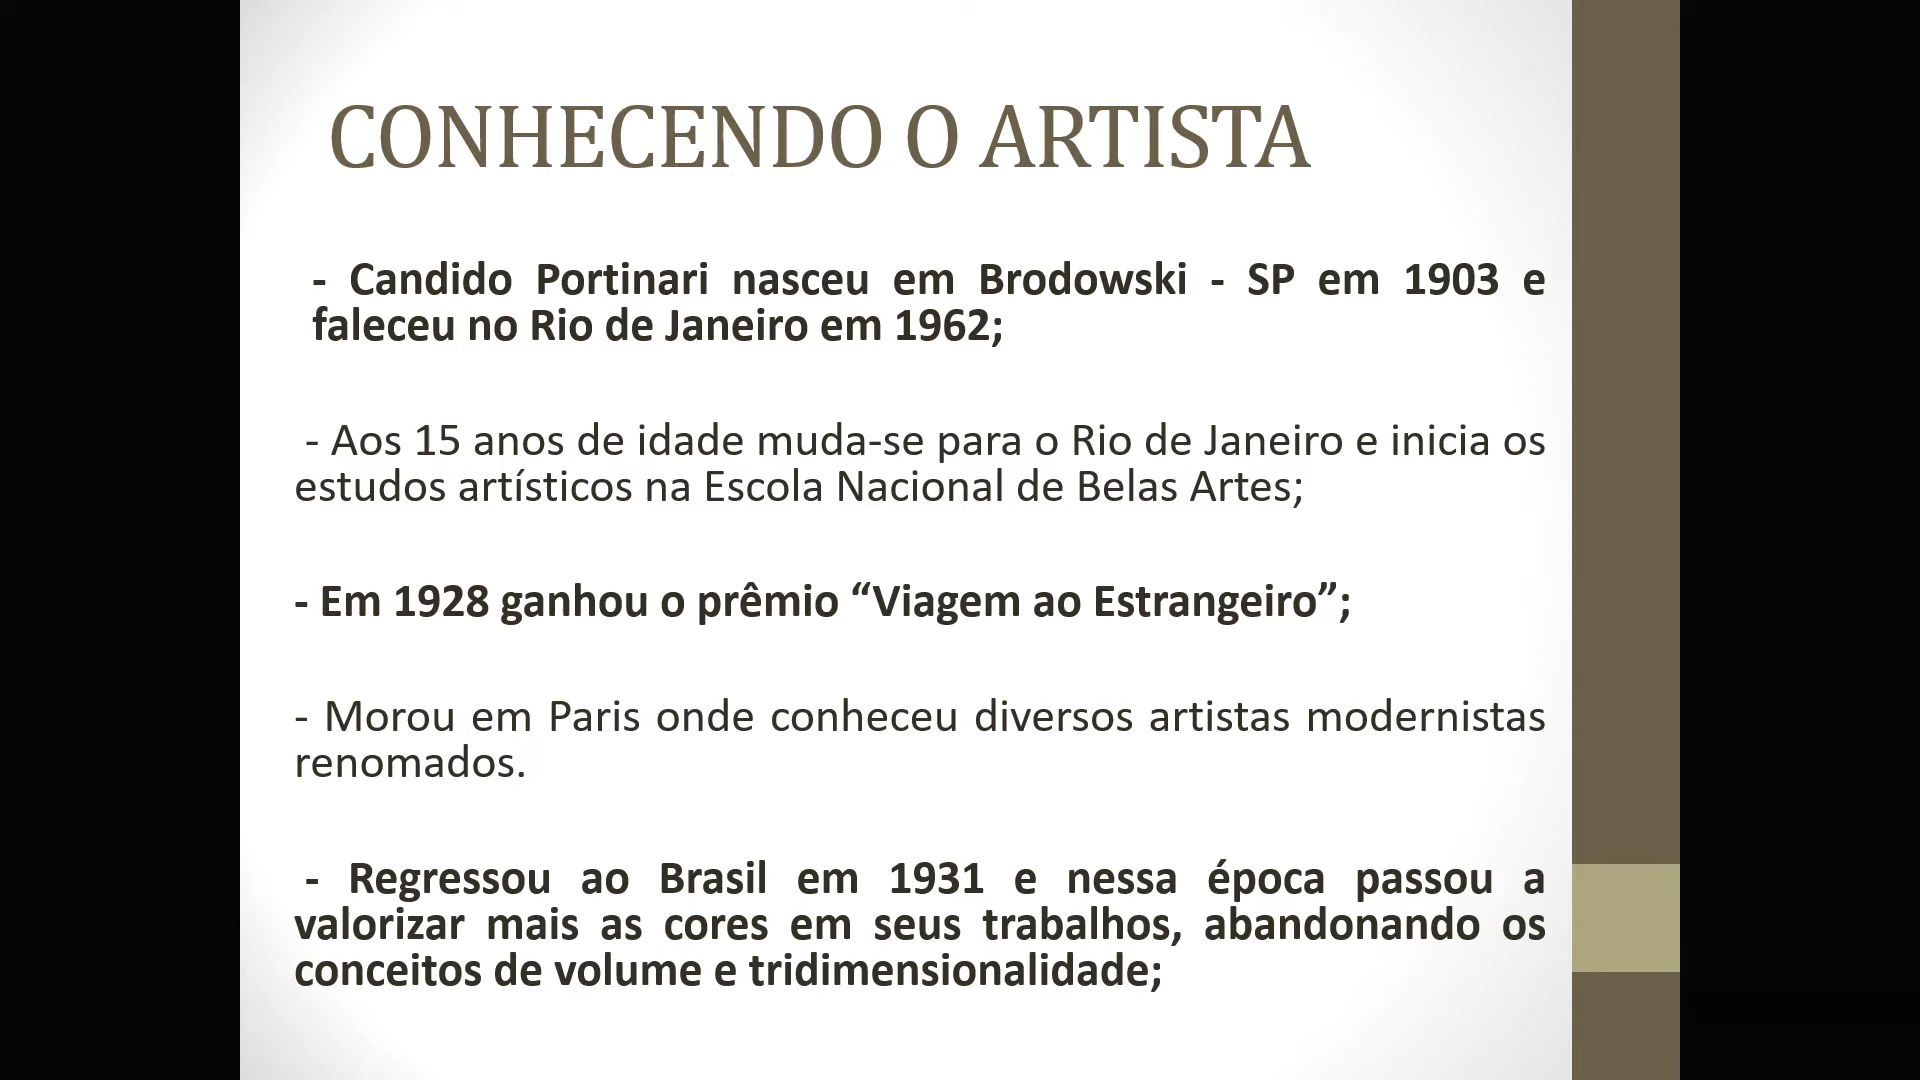 CONHECENDO O ARTISTA
- Candido Portinari nasceu em Brodowski - SP em 1903 e
faleceu no Rio de Janeiro em 1962;
- Aos 15 anos de idade muda-se para o Rio de Janeiro e inicia os
estudos artísticos na Escola Nacional de Belas Artes;
- Em 1928 ganhou o prêmio “Viagem ao Estrangeiro”;
- Morou em Paris onde conheceu diversos artistas modernistas
renomados.
- Regressou ao Brasil em 1931 e nessa época passou a
valorizar mais as cores em seus trabalhos, abandonando os
conceitos de volume e tridimensionalidade;